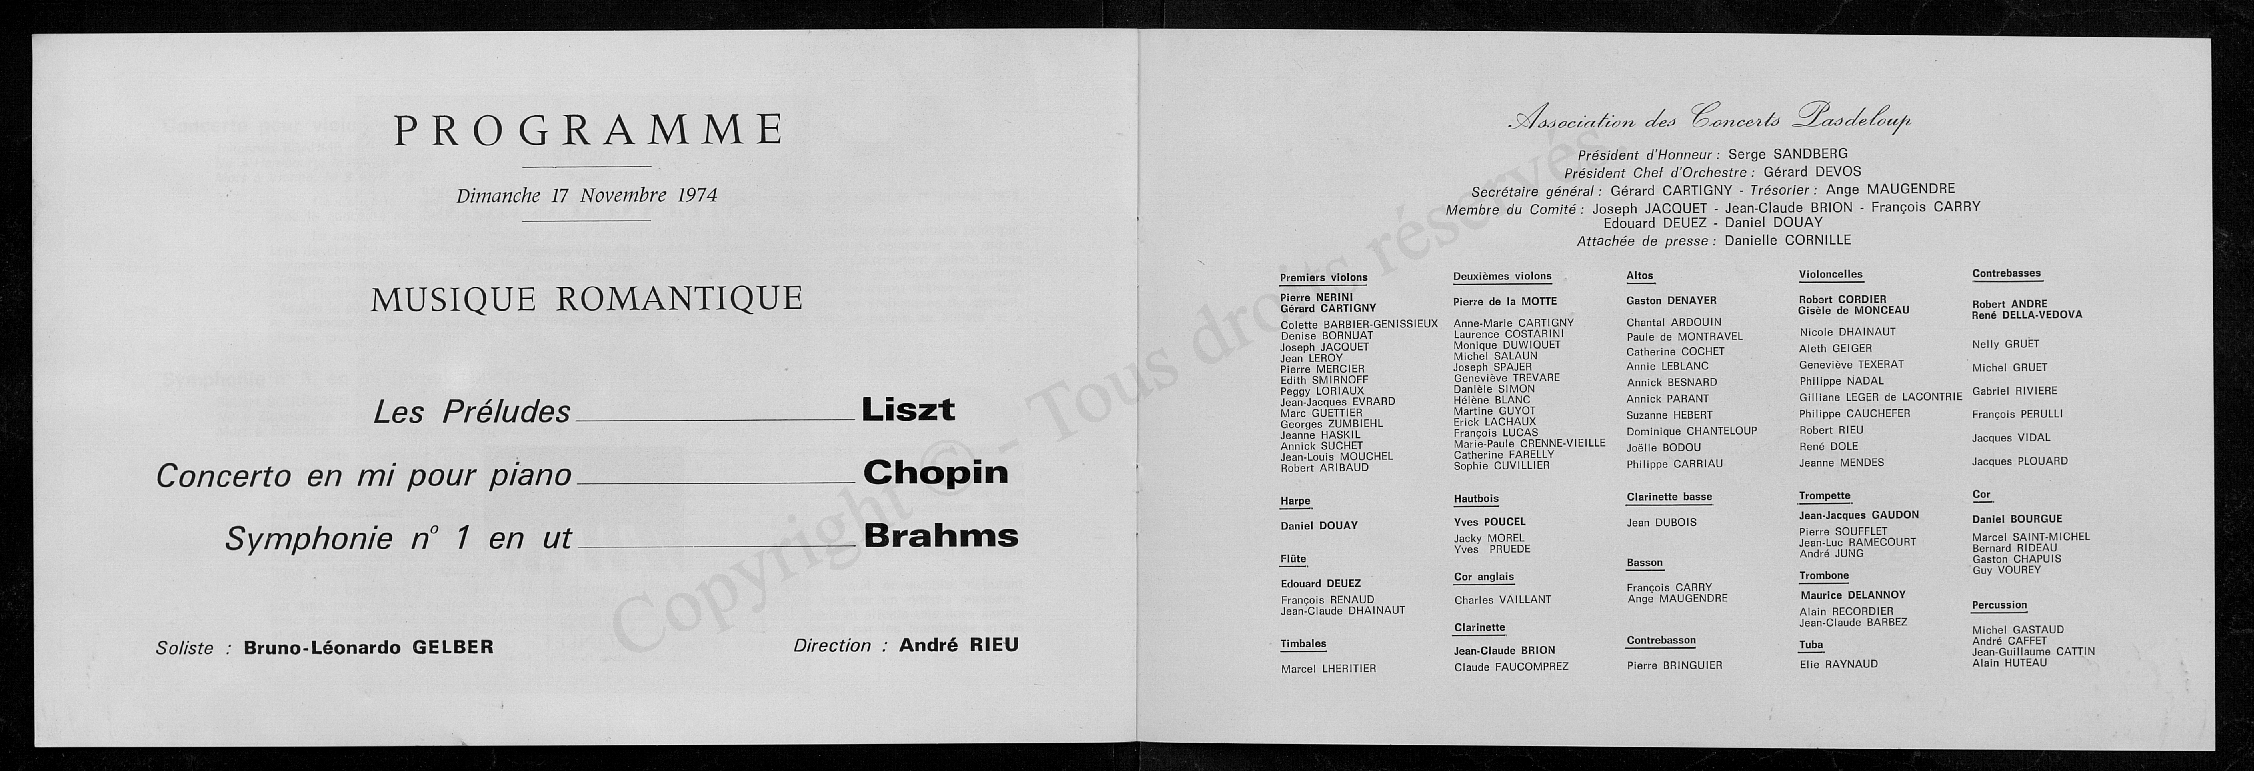 PROGRAMME
Dimanche 17 Novembre 1974
MUSIQUE ROMANTIQUE
Les Préludes Liszt
Concerto en mi pour piano Chopin
Symphonie n° 1 en ut Brahms
Soliste : Bruno-Léonardo GELBER
Direction : André RIEU
Association des Concerts Pasdeloup
Président d'Honneur : Serge SANDBERG
Président Chef d'Orchestre : Gérard DEVOS
Secrétaire général : Gérard CARTIGNY - Trésorier : Ange MAUGENDRE
Membre du Comité : Joseph JACQUET - Jean-Claude BRION - François CARRY
Edouard DEUEZ - Daniel DOUAY
Attachée de presse : Danielle CORNILLE
Premiers violons
Pierre NERINI
Gérard CARTIGNY
Colette BARBIER-GENISSIEUX
Denise BORNUAT
Joseph JACQUET
Jean LEROY
Pierre MERCIER
Edith SMIRNOFF
Peggy LORIAUX
Jean-Jacques EVRARD
Marc GUETTIER
Georges ZUMBIEHL
Jeanne HASKIL
Annick SUCHET
Jean-Louis MOUCHEL
Robert ARIBAUD
Deuxièmes violons
Pierre de la MOTTE
Anne-Marie CARTIGNY
Laurence COSTARINI
Monique DUWIQUET
Michel SALAUN
Joseph SPAJER
Geneviève TREVARE
Danièle SIMON
Hélène BLANC
Martine GUYOT
Erick LACHAUX
François LUCAS
Marie-Paule CRENNE-VIEILLE
Catherine FARELLY
Sophie CUVILLIER
Altos
Gaston DENAYER
Chantal ARDOUIN
Paule de MONTRAVEL
Catherine COCHET
Annie LEBLANC
Annick BESNARD
Annick PARANT
Suzanne HEBERT
Dominique CHANTELOUP
Joëlle BODOU
Philippe CARRIAU
Violoncelles
Robert CORDIER
Gisèle de MONCEAU
Nicole DHAINAUT
Aleth GEIGER
Geneviève TEXERAT
Philippe NADAL
Gilliane LEGER de LACONTRIE
Philippe CAUCHEFER
Robert RIEU
René DOLE
Jeanne MENDES
Contrebasses
Robert ANDRE
René DELLA-VEDOVA
Nelly GRUET
Michel GRUET
Gabriel RIVIERE
François PERULLI
Jacques VIDAL
Jacques PLOUARD
Harpe
Daniel DOUAY
Flûte
Edouard DEUEZ
François RENAUD
Jean-Claude DHAINAUT
Timbales
Marcel LHERITIER
Hautbois
Yves POUCEL
Jacky MOREL
Yves PRUEDE
Cor anglais
Charles VAILLANT
Clarinette
Jean-Claude BRION
Claude FAUCOMPREZ
Clarinette basse
Jean DUBOIS
Basson
François CARRY
Ange MAUGENDRE
Contrebasson
Pierre BRINGUIER
Trompette
Jean-Jacques GAUDON
Pierre SOUFFLET
Jean-Luc RAMECOURT
André JUNG
Trombone
Maurice DELANNOY
Alain RECORDIER
Jean-Claude BARBEZ
Tuba
Elie RAYNAUD
Cor
Daniel BOURGUE
Marcel SAINT-MICHEL
Bernard RIDEAU
Gaston CHAPUIS
Guy VOUREY
Percussion
Michel GASTAUD
André CAFFET
Jean-Guillaume CATTIN
Alain HUTEAU
Copyright © - Tous droits réservés.